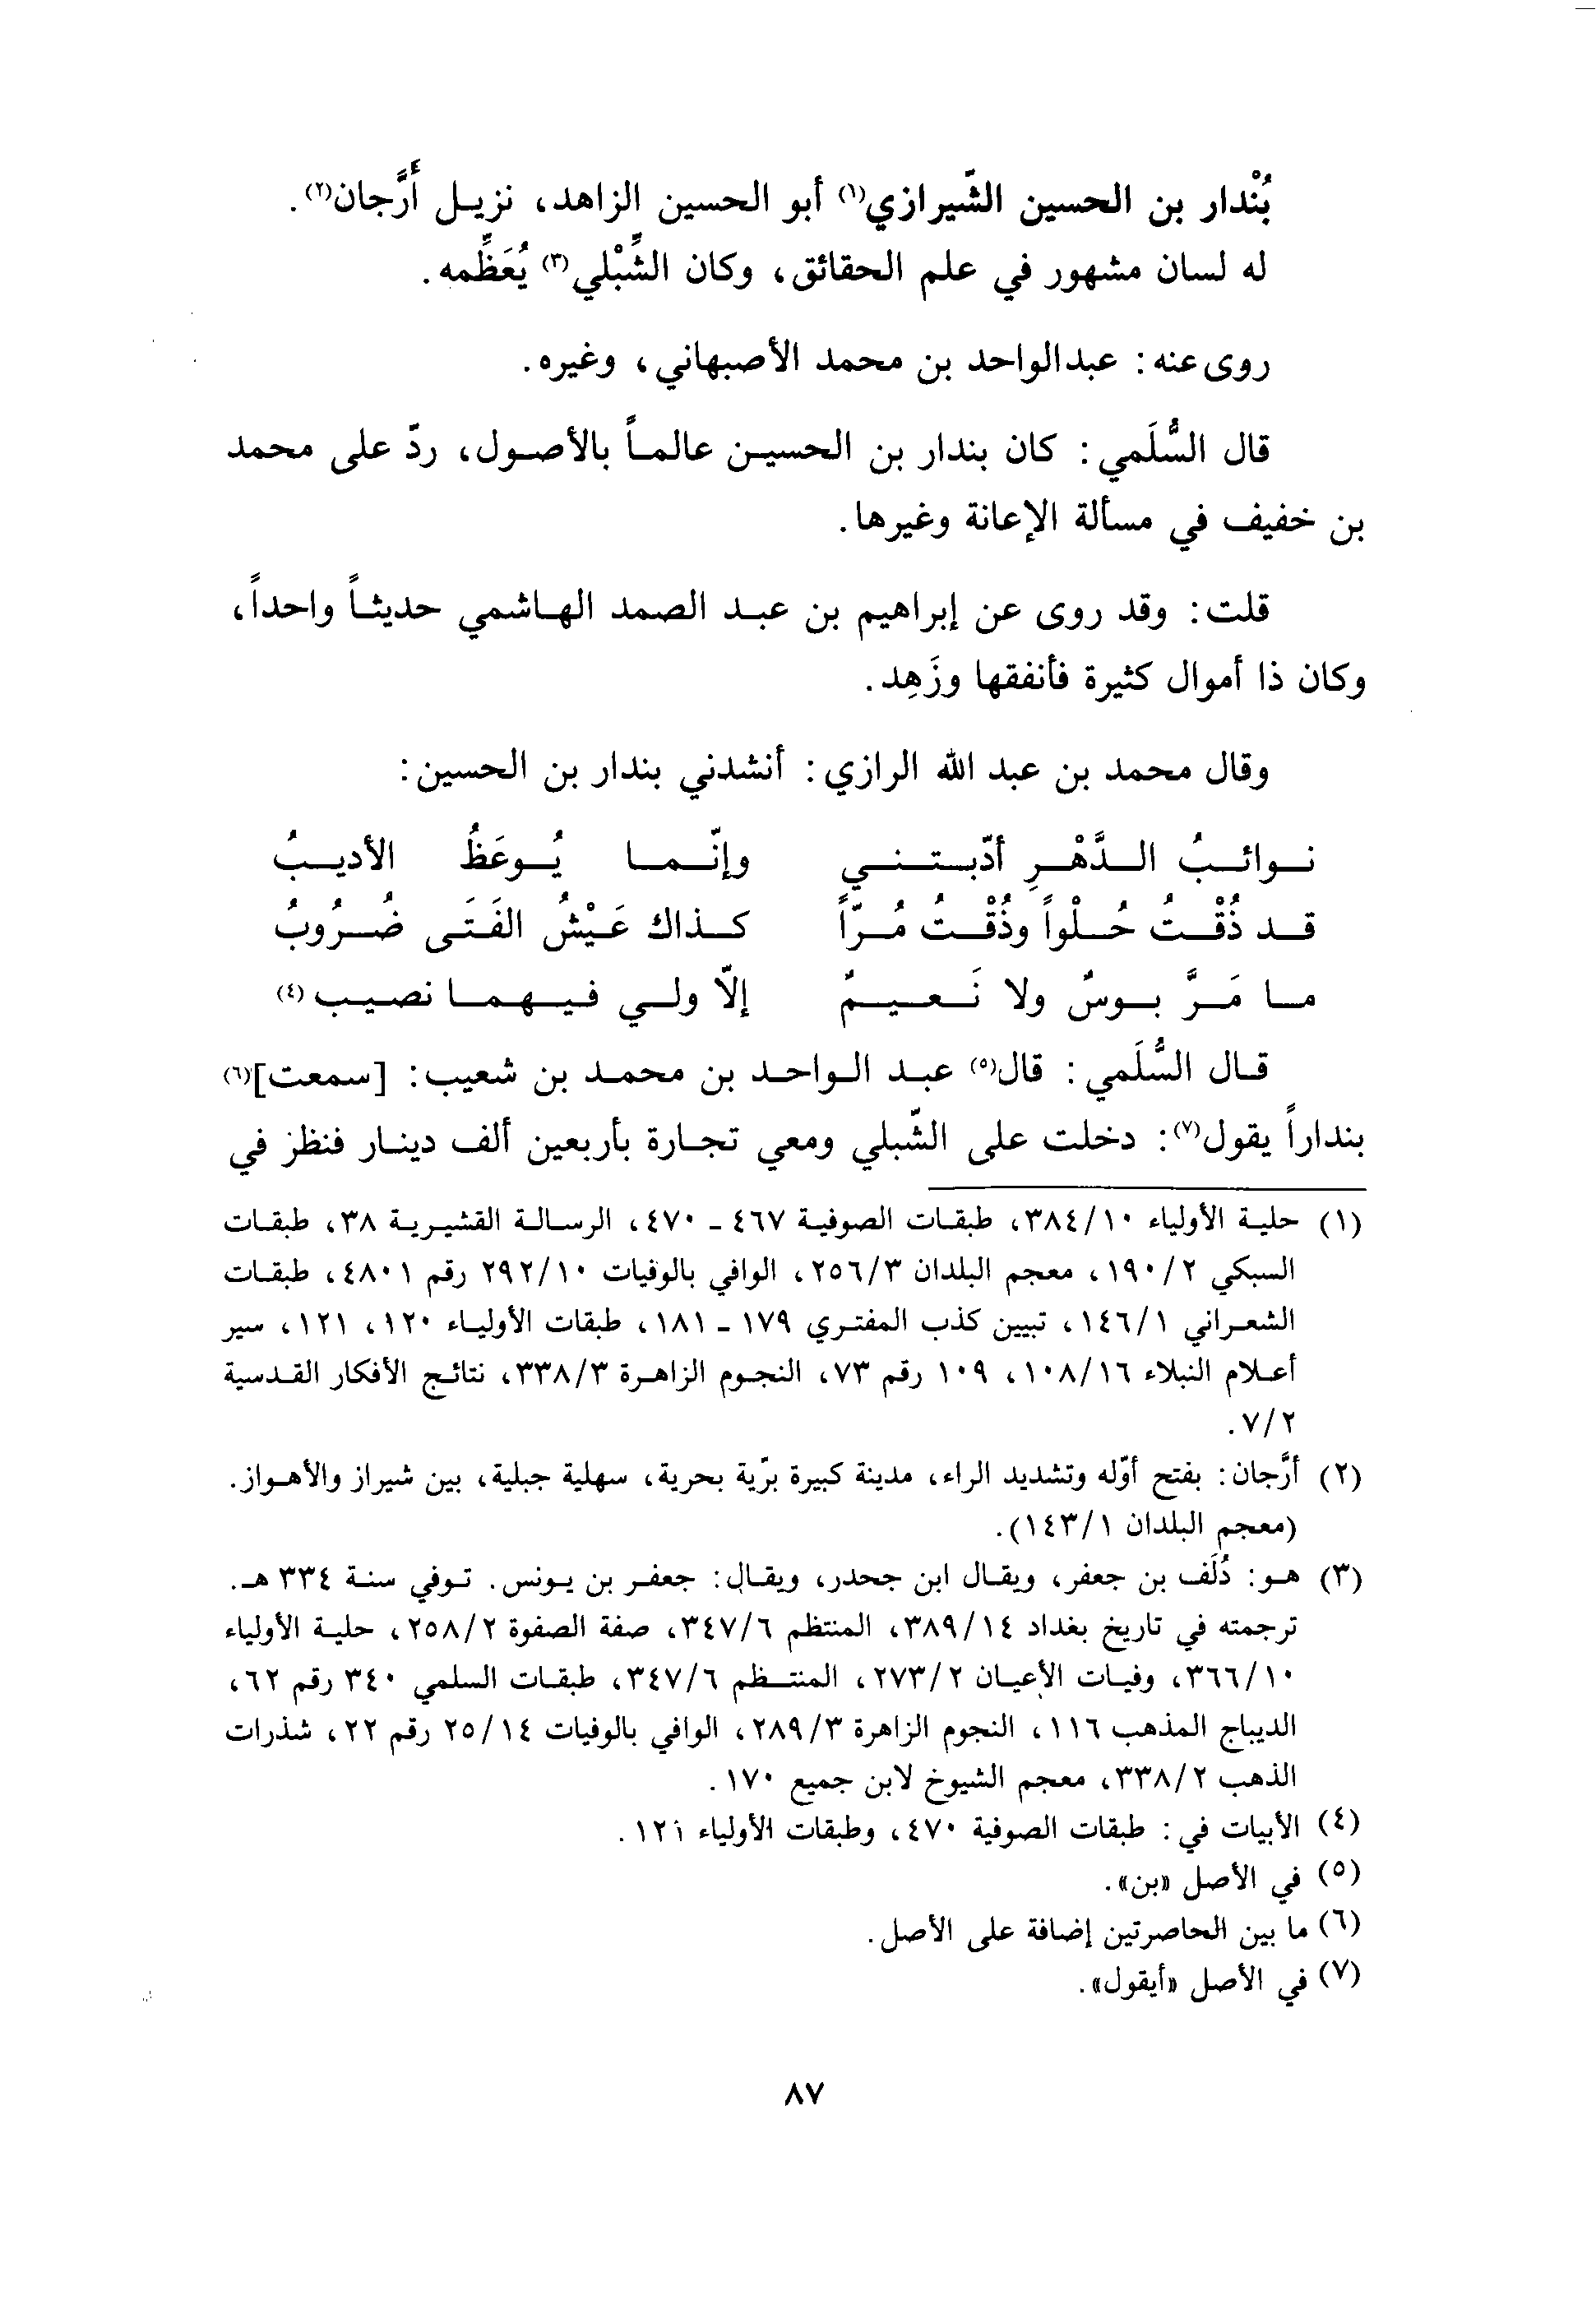 بُنْدار بن الحسين الشّيرازي(١) أبو الحسين الزاهد، نزيل أَرَّجان(٢).
له لسان مشهور في علم الحقائق، وكان الشِّبْلي(٣) يُعَظِّمه.
روى عنه: عبدالواحد بن محمد الأصبهاني، وغيره.
قال السُّلَمي: كان بندار بن الحسين عالماً بالأصول، ردّ على محمد
بن خفيف في مسألة الإعانة وغيرها.
قلت: وقد روى عن إبراهيم بن عبد الصمد الهاشمي حديثاً واحداً،
وكان ذا أموال كثيرة فأنفقها وزَهِد.
وقال محمد بن عبد الله الرازي: أنشدني بندار بن الحسين:
نوائبُ الدَّهْرِ أدّبتني وإنّما يُوعَظُ الأديبُ
قد ذُقْتُ حُلْواً وذُقْتُ مُرّاً كذاك عَيْشُ الفَتَى ضُرُوبُ
ما مَرَّ بوسٌ ولا نَعيمٌ إلاّ ولي فيهما نصيب(٤)
قال السُّلَمي: قال(٥) عبد الواحد بن محمد بن شعيب: [سمعت](٦)
بنداراً يقول(٧): دخلت على الشّبلي ومعي تجارة بأربعين ألف دينار فنظز في
(١) حلية الأولياء ٣٨٤/١٠، طبقات الصوفية ٤٦٧ ـ ٤٧٠، الرسالة القشيرية ٣٨، طبقات
السبكي ١٩٠/٢، معجم البلدان ٢٥٦/٣، الوافي بالوفيات ٢٩٢/١٠ رقم ٤٨٠١، طبقات
الشعراني ١٤٦/١، تبيين كذب المفتري ١٧٩ ـ ١٨١، طبقات الأولياء ١٢٠، ١٢١، سير
أعلام النبلاء ١٠٨/١٦، ١٠٩ رقم ٧٣، النجوم الزاهرة ٣٣٨/٣، نتائج الأفكار القدسية
٧/٢.
(٢) أرَّجان: بفتح أوّله وتشديد الراء، مدينة كبيرة برّية بحرية، سهلية جبلية، بين شيراز والأهواز.
(معجم البلدان ١٤٣/١).
(٣) هو: دُلَف بن جعفر، ويقال ابن جحدر، ويقال: جعفر بن يونس. توفي سنة ٣٣٤ هـ.
ترجمته في تاريخ بغداد ٣٨٩/١٤، المنتظم ٣٤٧/٦، صفة الصفوة ٢٥٨/٢، حلية الأولياء
٣٦٦/١٠، وفيات الأعيان ٢٧٣/٢، المنتظم ٣٤٧/٦، طبقات السلمي ٣٤٠ رقم ٦٢،
الديباج المذهب ١١٦، النجوم الزاهرة ٢٨٩/٣، الوافي بالوفيات ٢٥/١٤ رقم ٢٢، شذرات
الذهب ٣٣٨/٢، معجم الشيوخ لابن جميع ١٧٠.
(٤) الأبيات في: طبقات الصوفية ٤٧٠، وطبقات الأولياء ١٢١.
(٥) في الأصل «بن».
(٦) ما بين الحاصرتين إضافة على الأصل.
(٧) في الأصل «أيقول».
٨٧